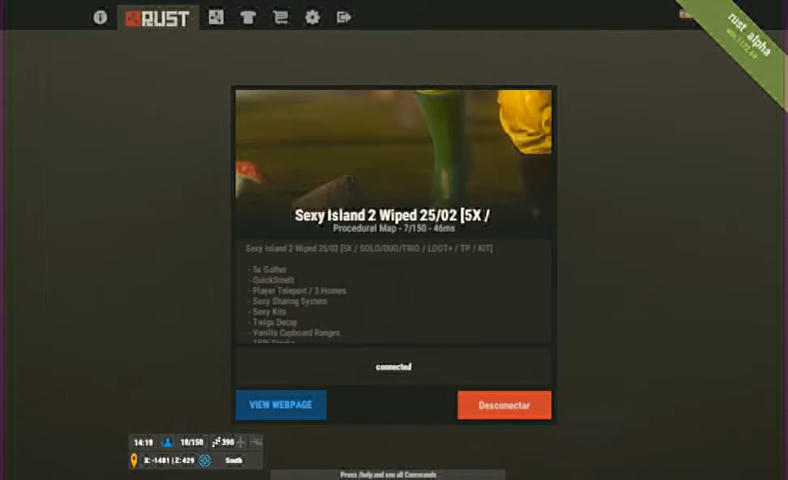 RUST
rust alpha
Sexy Island 2 Wiped 25/02 [5X /
Procedural Map - 7/150 - 46ms
Sexy Island 2 Wiped 25/02 [5X / SOLO/DUO/TRIO / LOOT+ / TP / KIT]
- 5x Gather
- QuickSmelt
- Player Teleport / 3 Homes
- Sexy Sharing System
- Sexy Kits
- Twigs Decay
- Vanilla Cupboard Ranges
connected
VIEW WEBPAGE
Desconectar
14:19 18/150 390
X: -1481 | Z: 429 South
Press /help and see all Commands